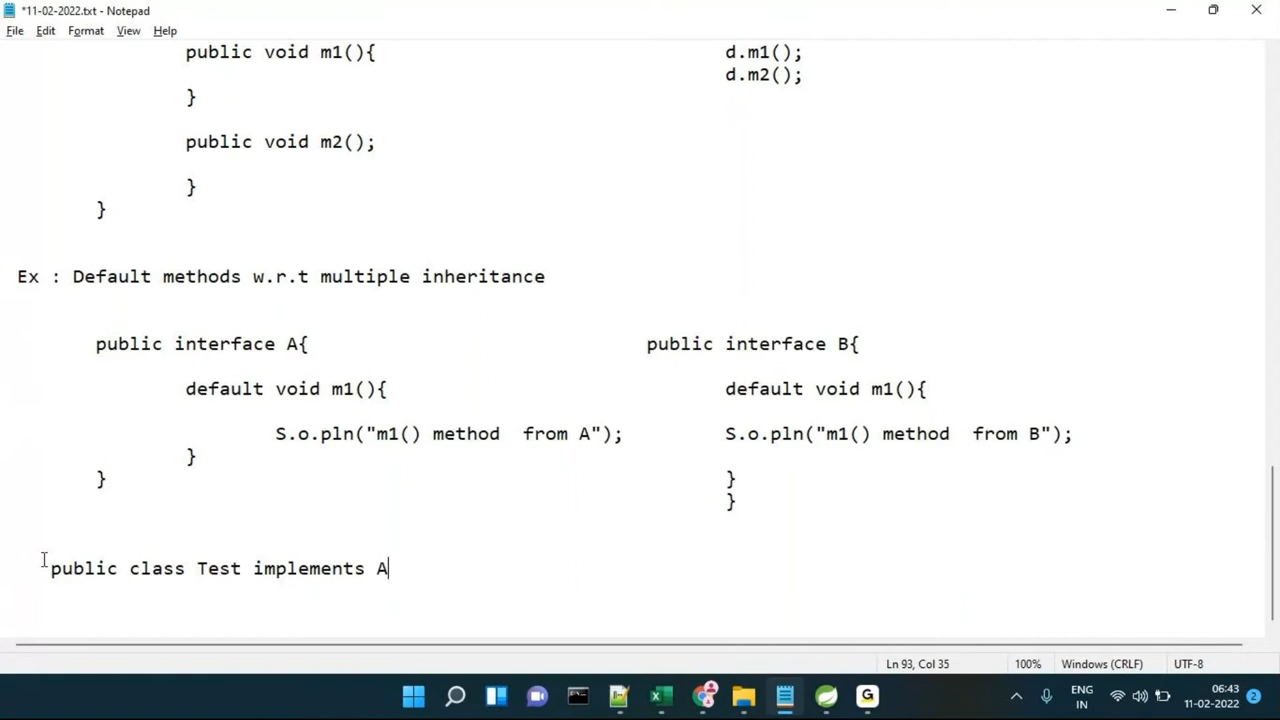 *11-02-2022.txt - Notepad
File Edit Format View Help
public void m1(){ d.m1();
d.m2();
}
public void m2();
}
}
Ex : Default methods w.r.t multiple inheritance
public interface A{ public interface B{
default void m1(){ default void m1(){
S.o.pln("m1() method  from A"); S.o.pln("m1() method  from B");
}
} }
}
public class Test implements A
Ln 93, Col 35 100% Windows (CRLF) UTF-8
ENG 06:43
IN 11-02-2022 2